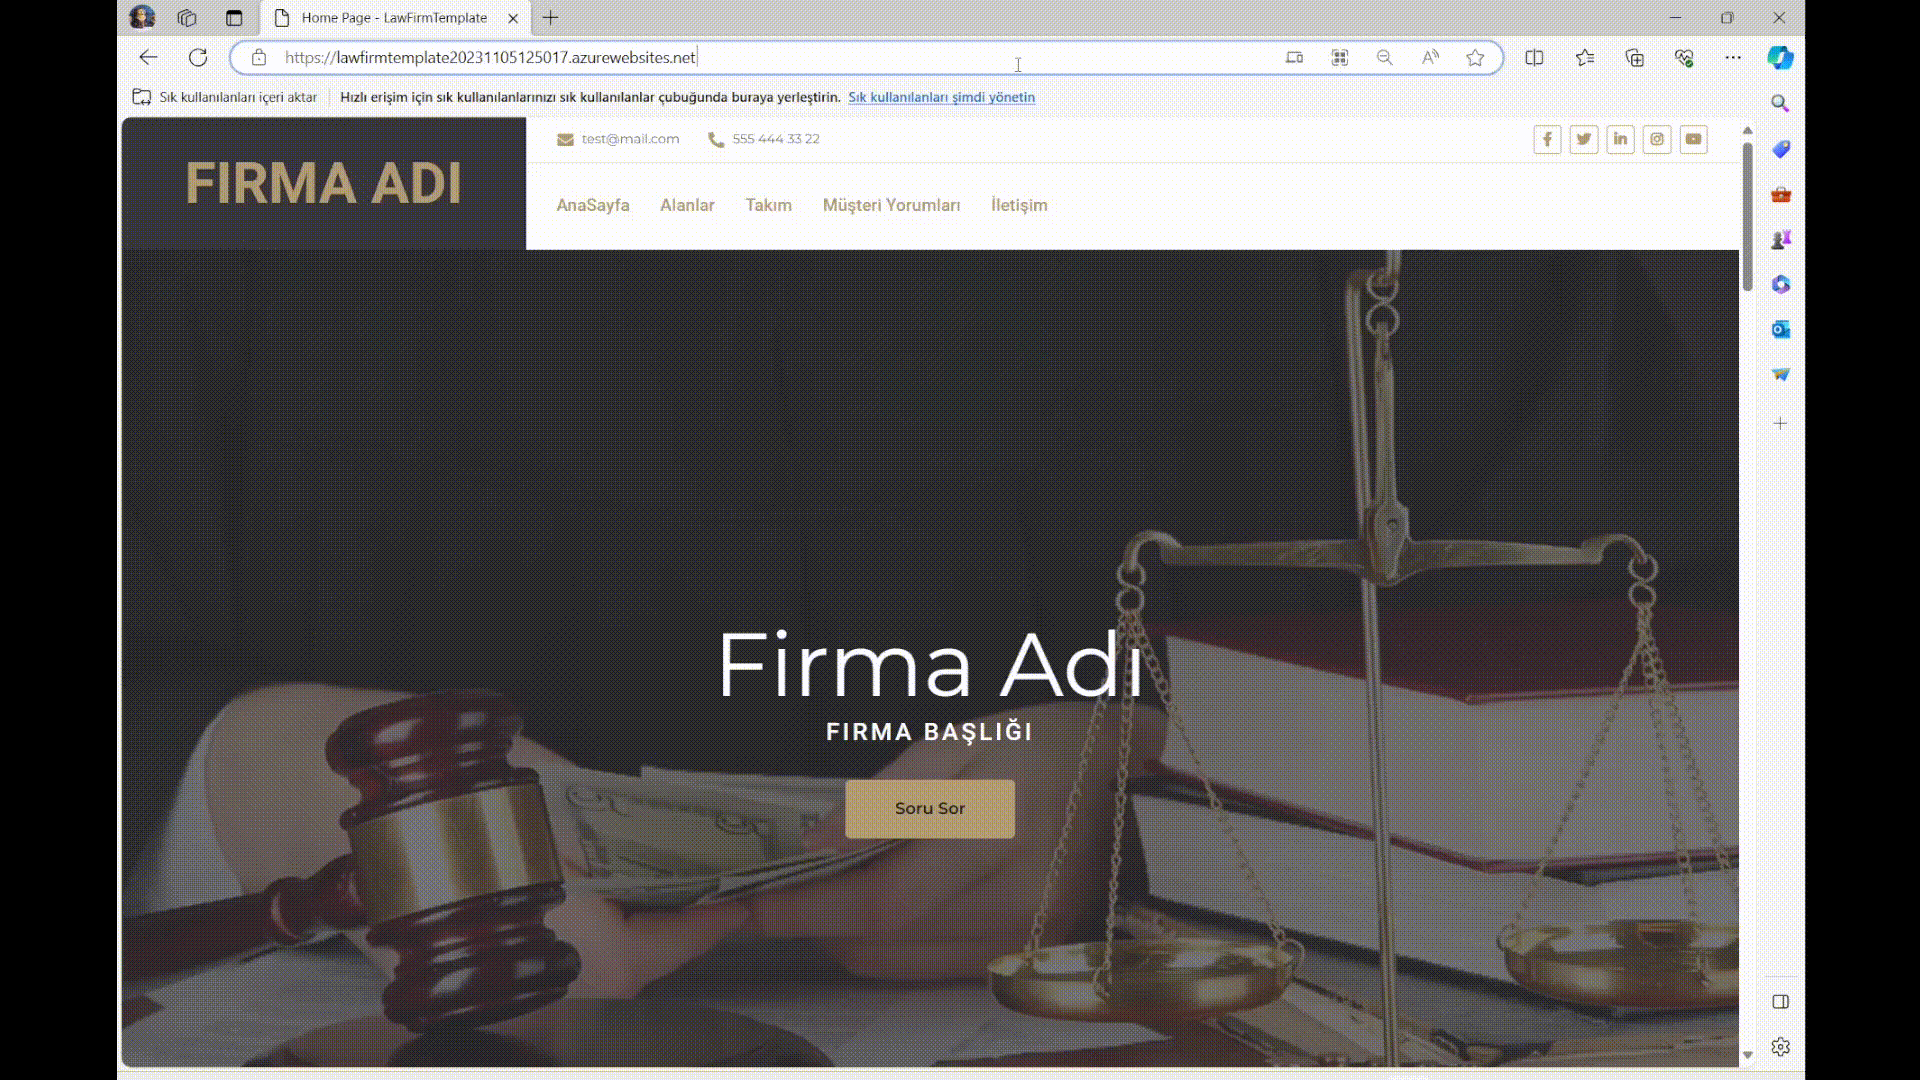 Home Page - LawFirmTemplate
https://lawfirmtemplate20231105125017.azurewebsites.net
Sık kullanılanları içeri aktar
Hızlı erişim için sık kullanılanlarınızı sık kullanılanlar çubuğunda buraya yerleştirin. Sık kullanılanları şimdi yönetin
FIRMA ADI
test@mail.com
555 444 33 22
AnaSayfa Alanlar Takım Müşteri Yorumları İletişim
Firma Adı
FIRMA BAŞLIĞI
Soru Sor